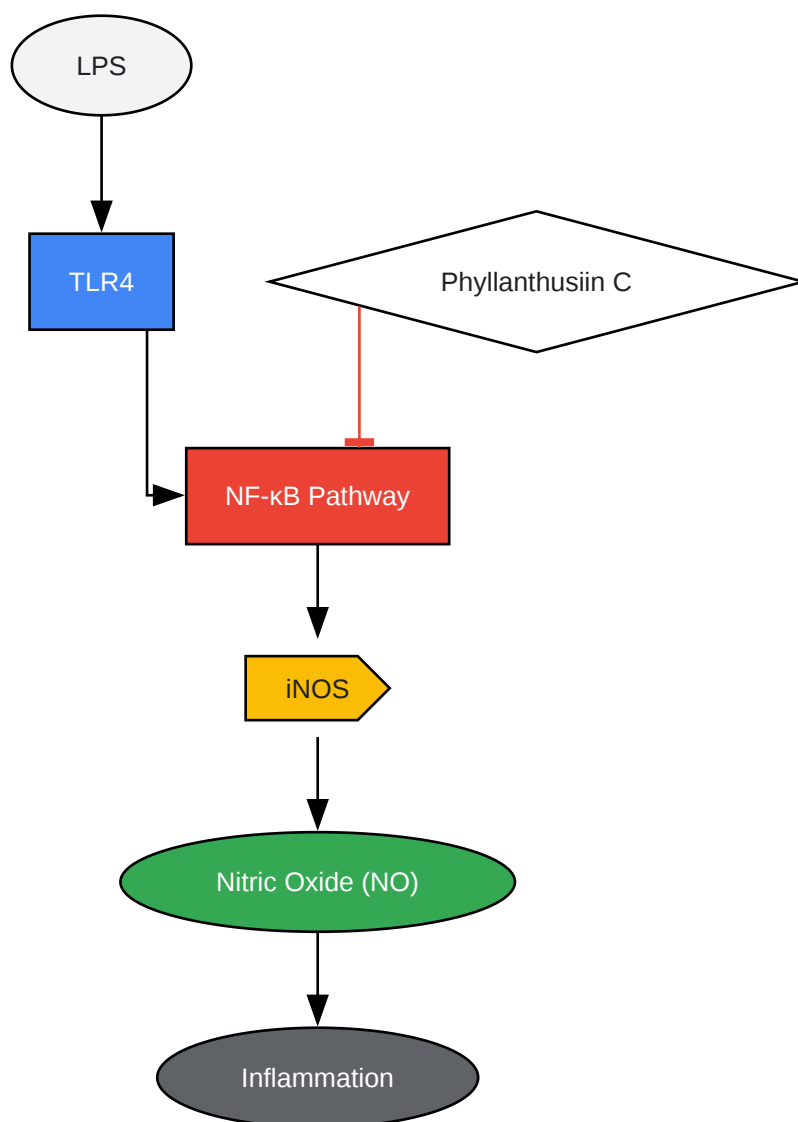 LPS
TLR4
Phyllanthusiin C
NF-κB Pathway
iNOS
Nitric Oxide (NO)
Inflammation